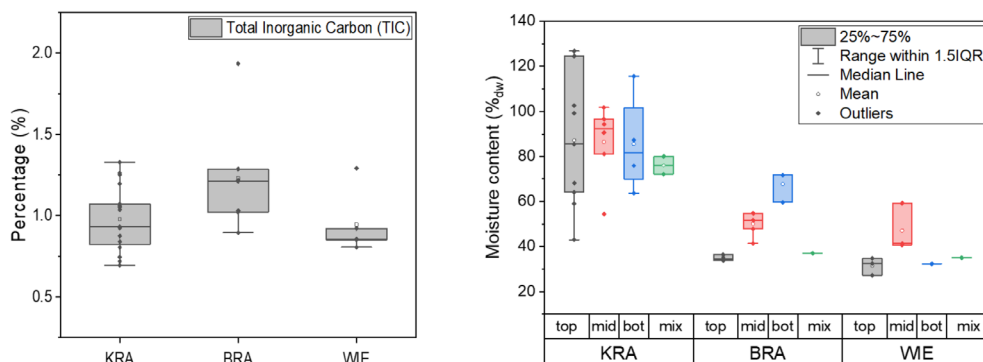 Total Inorganic Carbon (TIC)
2.0
1.5
1.0
0.5
Percentage (%)
KRA BRA WIE
25%~75%
Range within 1.5IQR
Median Line
Mean
Outliers
140
120
100
80
60
40
20
Moisture content (%dw)
top mid bot mix top mid bot mix top mid bot mix
KRA BRA WIE